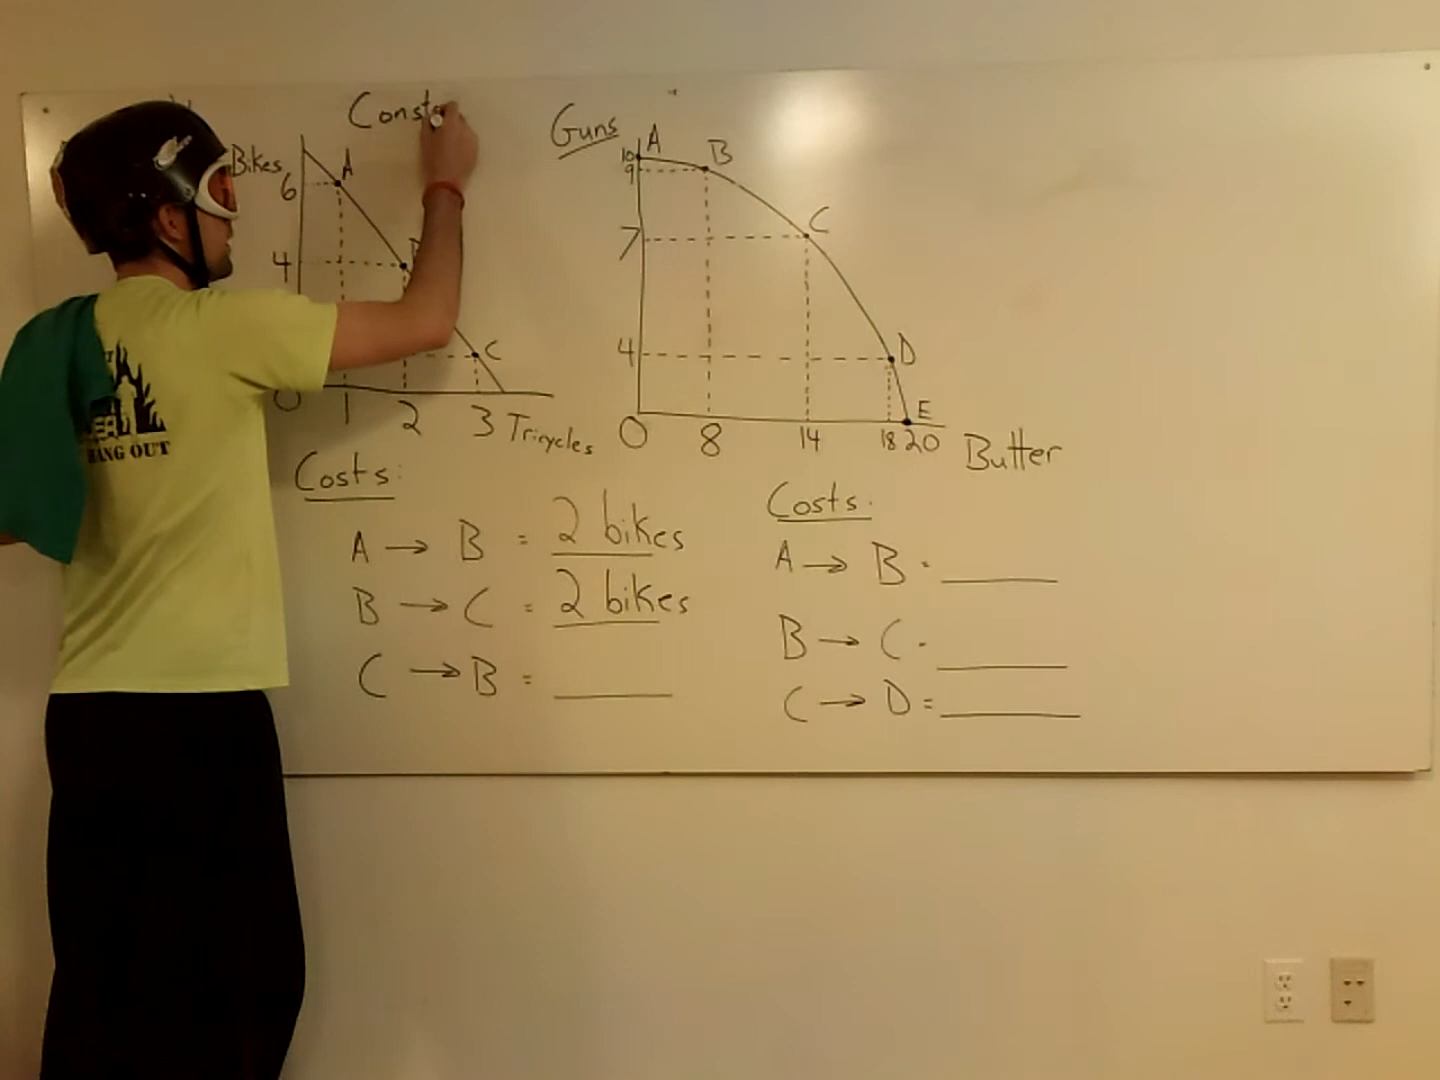 Const
Bikes
6
A
4
C
0
1
2
3
Tricycles
Guns
10
9
7
4
A
B
C
D
E
0
8
14
18
20
Butter
Costs:
A → B = 2 bikes
B → C = 2 bikes
C → B = ____
Costs:
A → B = ____
B → C = ____
C → D = ____
HANG OUT